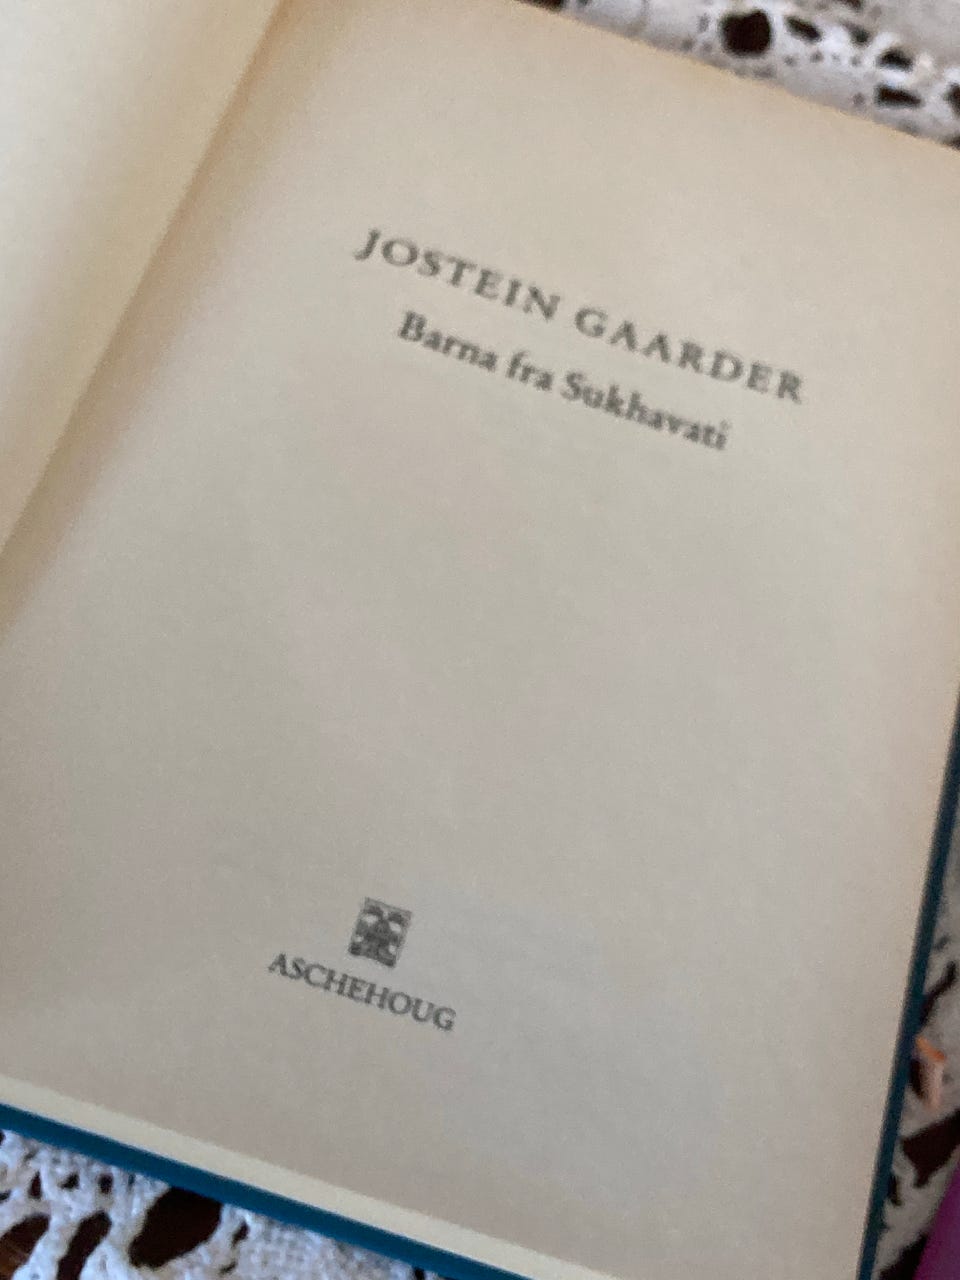 JOSTEIN GAARDER
Barna fra Sukhavati
ASCHEHOUG